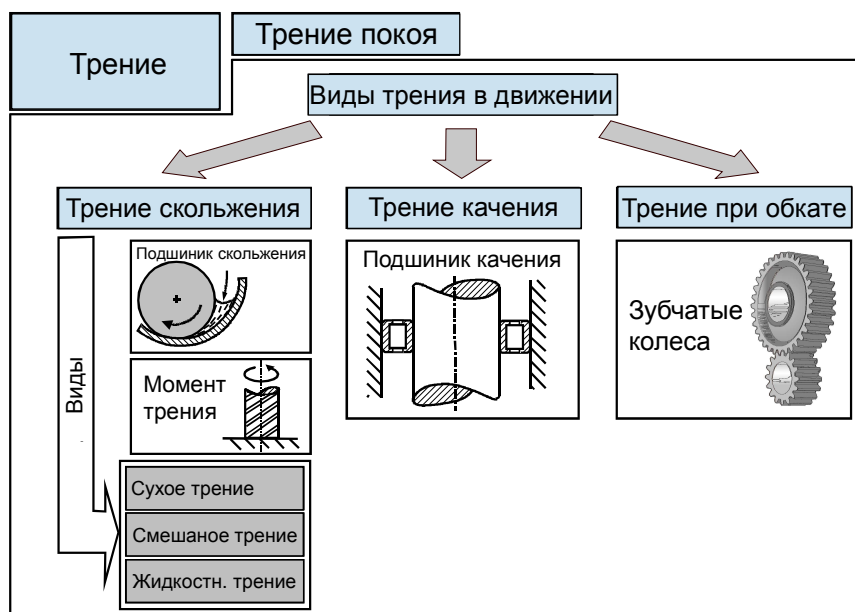 Трение
Трение покоя
Виды трения в движении
Трение скольжения
Трение качения
Трение при обкате
Подшиник скольжения
Момент
трения
Виды
Сухое трение
Смешаное трение
Жидкостн. трение
Подшиник качения
Зубчатые
колеса